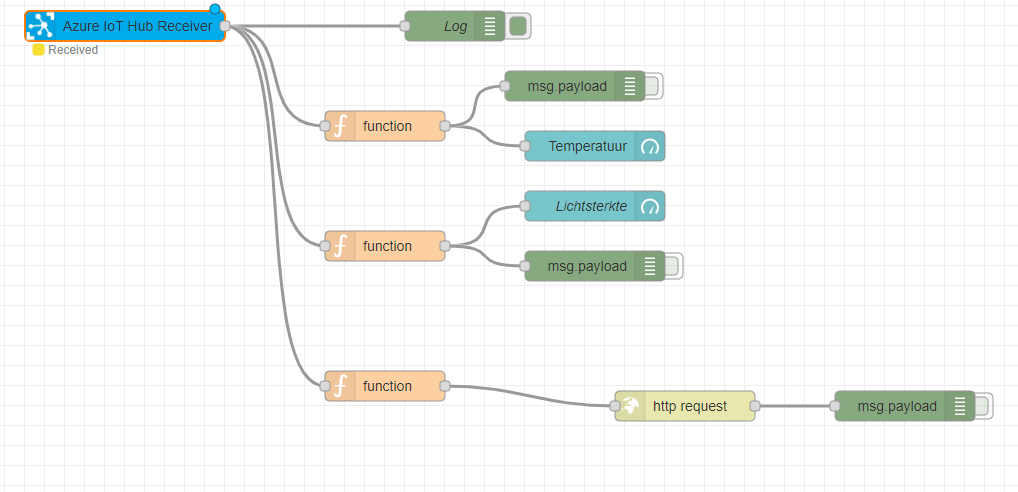 Azure IoT Hub Receiver
Log
Received
msg.payload
function
Temperatuur
Lichtsterkte
function
msg.payload
function
http request
msg.payload